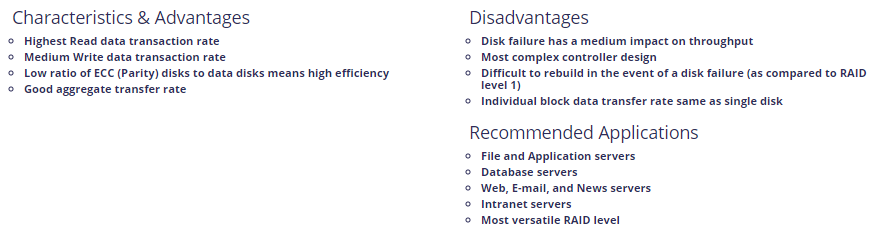 Characteristics & Advantages
Highest Read data transaction rate
Medium Write data transaction rate
Low ratio of ECC (Parity) disks to data disks means high efficiency
Good aggregate transfer rate
Disadvantages
Disk failure has a medium impact on throughput
Most complex controller design
Difficult to rebuild in the event of a disk failure (as compared to RAID
level 1)
Individual block data transfer rate same as single disk
Recommended Applications
File and Application servers
Database servers
Web, E-mail, and News servers
Intranet servers
Most versatile RAID level